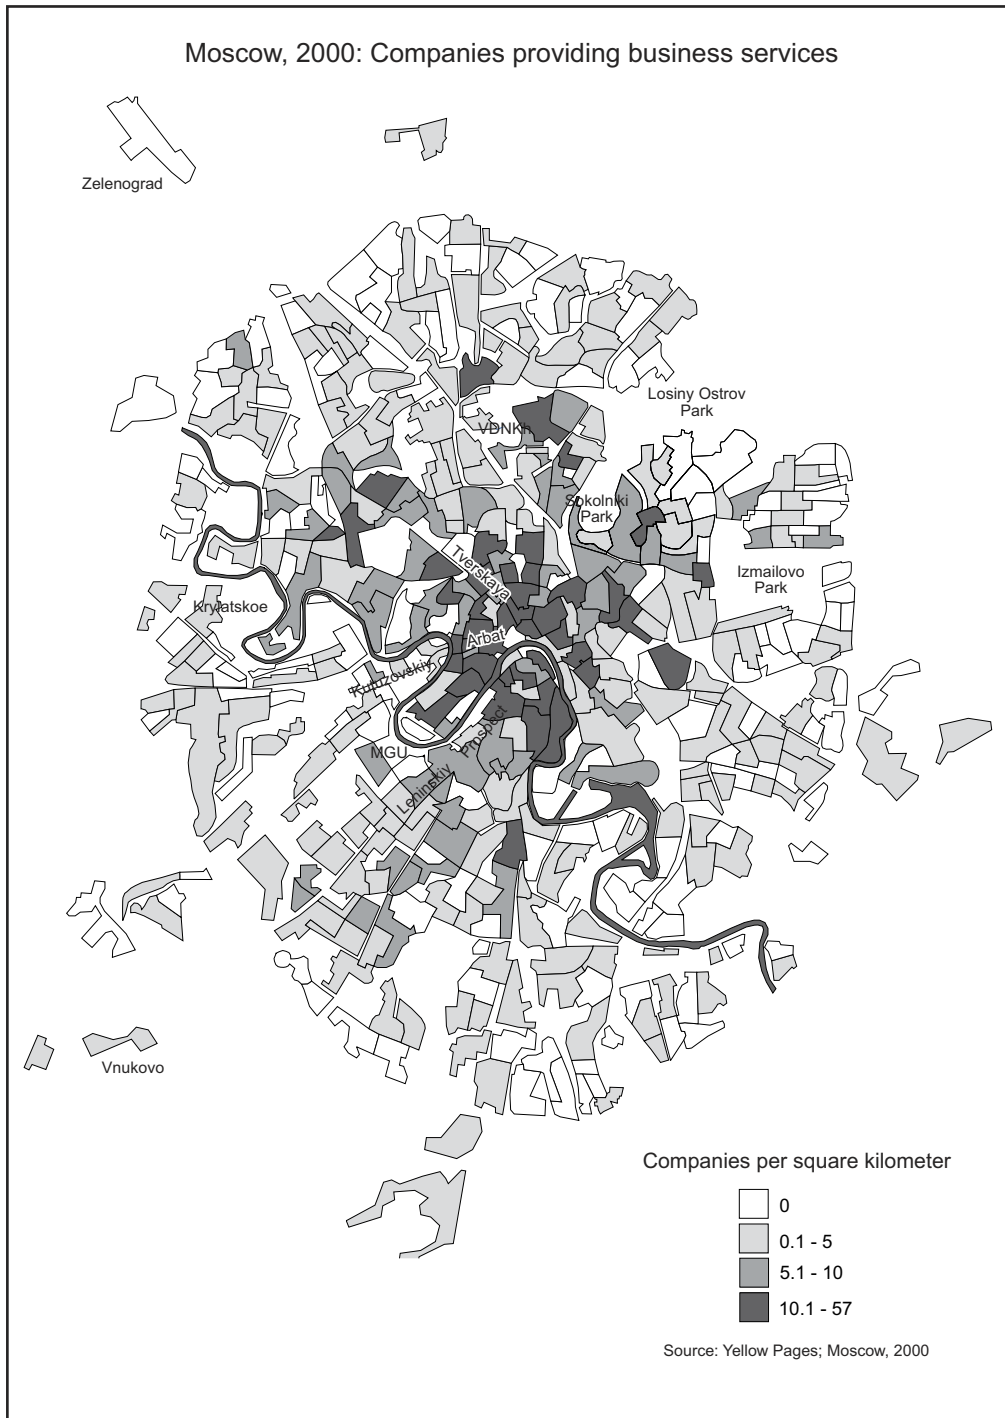 Moscow, 2000: Companies providing business services
Zelenograd
Losiny Ostrov
Park
VDNKh
Sokolniki
Park
Tverskaya
Izmailovo
Park
Krylatskoe
Arbat
Kutuzovskiy
Prospect
MGU
Leninskiy
Vnukovo
Companies per square kilometer
0
0.1 - 5
5.1 - 10
10.1 - 57
Source: Yellow Pages; Moscow, 2000